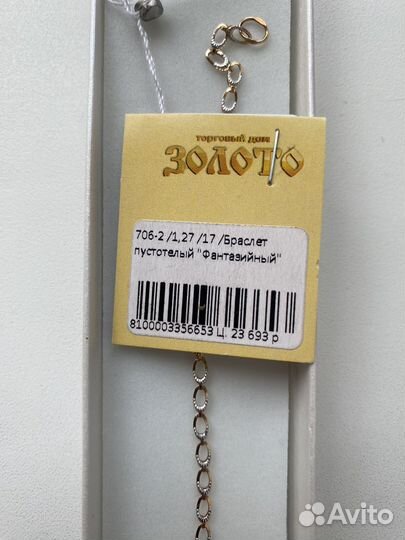 торговый дом
ЗОЛОТО
706-2 /1,27 /17 /Браслет
пустотелый "Фантазийный"
8100003356653 Ц. 23 693 р
Avito